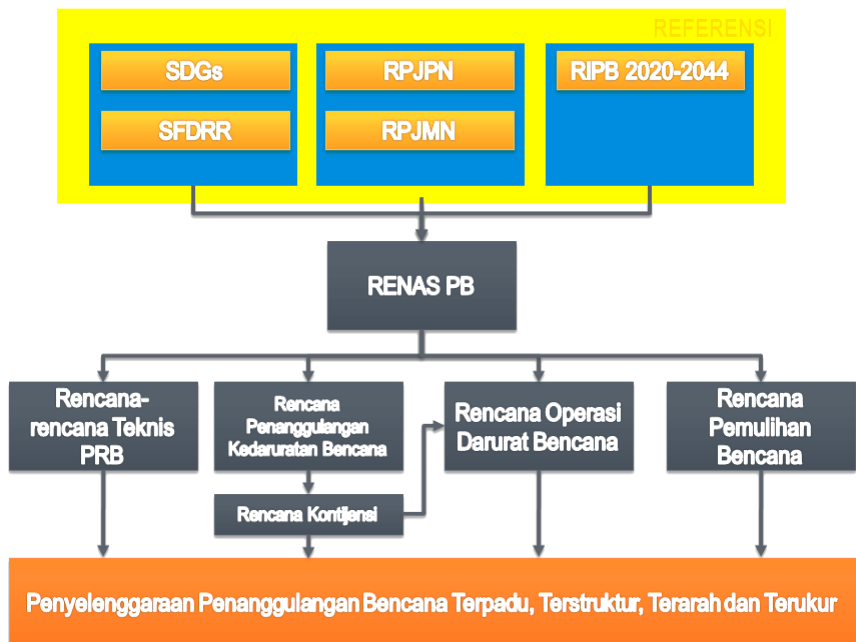 REFERENSI
SDGs
SFDRR
RPJPN
RPJMN
RIPB 2020-2044
RENAS PB
Rencana-
rencana Teknis
PRB
Rencana
Penanggulangan
Kedaruratan Bencana
Rencana Kontijensi
Rencana Operasi
Darurat Bencana
Rencana
Pemulihan
Bencana
Penyelenggaraan Penanggulangan Bencana Terpadu, Terstruktur, Terarah dan Terukur